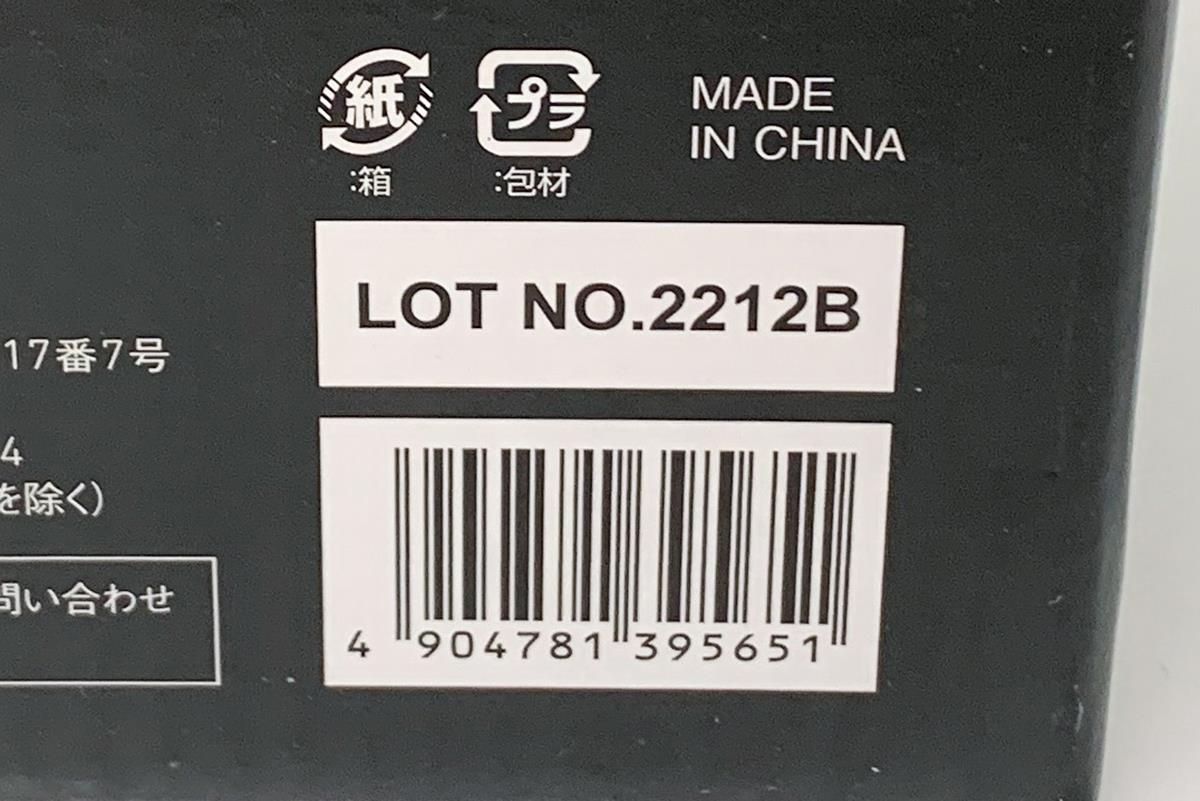 紙 プラ
:箱 :包材
MADE
IN CHINA
LOT NO.2212B
17番7号
4
を除く)
問い合わせ
4 904781 395651